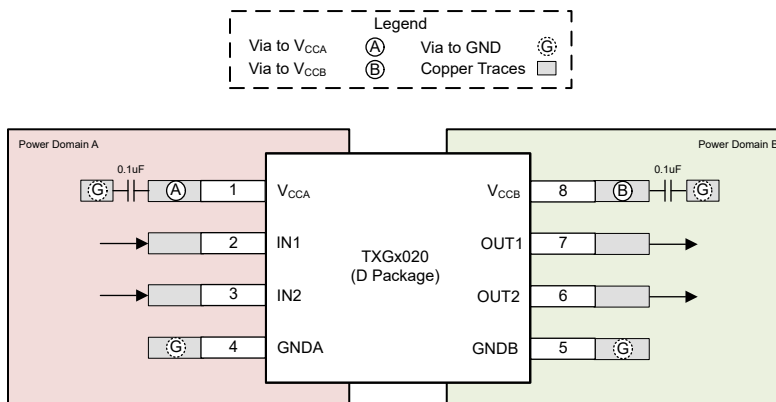 Legend
Via to VCCA A Via to GND G
Via to VCCB B Copper Traces
Power Domain A
Power Domain B
0.1uF
0.1uF
G A 1 VCCA
VCCB 8 B G
2 IN1
OUT1 7
TXGx020
(D Package)
3 IN2
OUT2 6
G 4 GNDA
GNDB 5 G